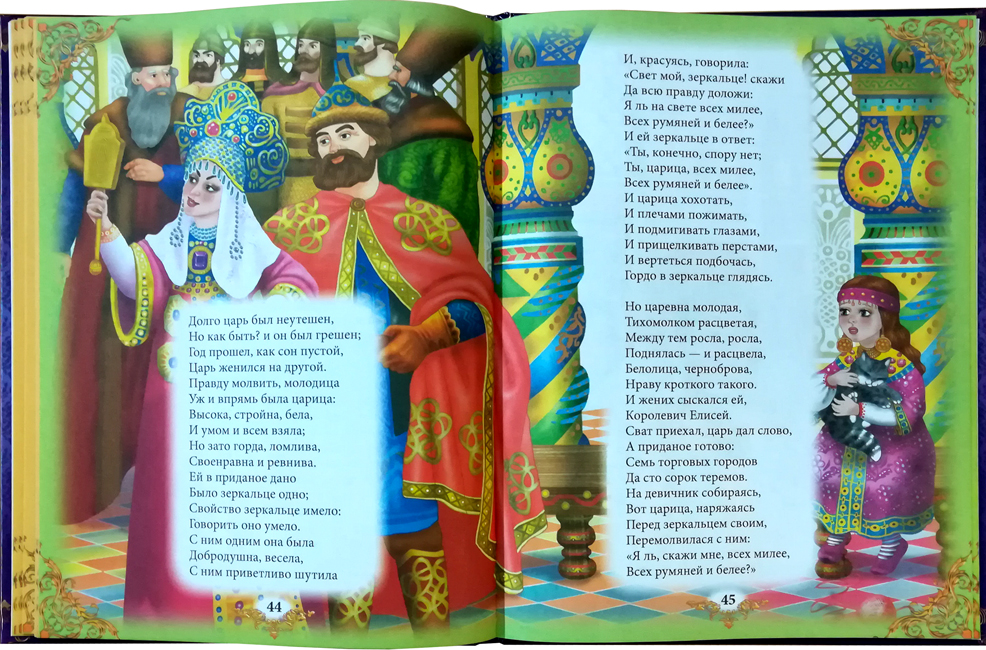 Долго царь был неутешен,
Но как быть? и он был грешен;
Год прошел, как сон пустой,
Царь женился на другой.
Правду молвить, молодица
Уж и впрямь была царица:
Высока, стройна, бела,
И умом и всем взяла;
Но зато горда, ломлива,
Своенравна и ревнива.
Ей в приданое дано
Было зеркальце одно;
Свойство зеркальце имело:
Говорить оно умело.
С ним одним она была
Добродушна, весела,
С ним приветливо шутила
44
И, красуясь, говорила:
«Свет мой, зеркальце! скажи
Да всю правду доложи:
Я ль на свете всех милее,
Всех румяней и белее?»
И ей зеркальце в ответ:
«Ты, конечно, спору нет;
Ты, царица, всех милее,
Всех румяней и белее».
И царица хохотать,
И плечами пожимать,
И подмигивать глазами,
И прищелкивать перстами,
И вертеться подбочась,
Гордо в зеркальце глядясь.
Но царевна молодая,
Тихомолком расцветая,
Между тем росла, росла,
Поднялась — и расцвела,
Белолица, черноброва,
Нраву кроткого такого.
И жених сыскался ей,
Королевич Елисей.
Сват приехал, царь дал слово,
А приданое готово:
Семь торговых городов
Да сто сорок теремов.
На девичник собираясь,
Вот царица, наряжаясь
Перед зеркальцем своим,
Перемолвилася с ним:
«Я ль, скажи мне, всех милее,
Всех румяней и белее?»
45